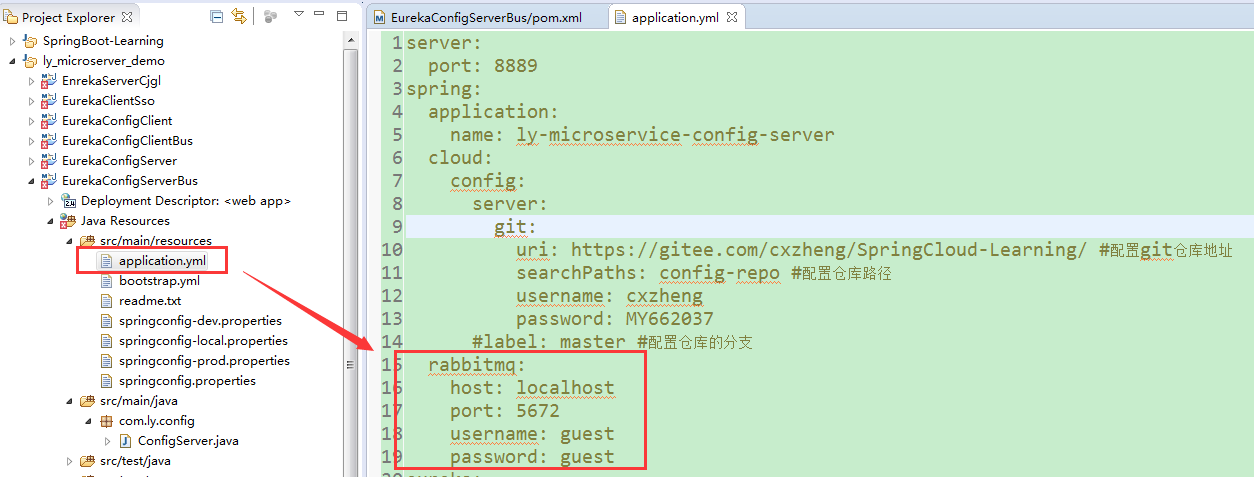 Project Explorer
SpringBoot-Learning
ly_microserver_demo
EnrekaServerCjgl
EurekaClientSso
EurekaConfigClient
EurekaConfigClientBus
EurekaConfigServer
EurekaConfigServerBus
Deployment Descriptor: <web app>
Java Resources
src/main/resources
application.yml
bootstrap.yml
readme.txt
springconfig-dev.properties
springconfig-local.properties
springconfig-prod.properties
springconfig.properties
src/main/java
com.ly.config
ConfigServer.java
src/test/java
EurekaConfigServerBus/pom.xml
application.yml
1 server:
2 port: 8889
3 spring:
4 application:
5 name: ly-microservice-config-server
6 cloud:
7 config:
8 server:
9 git:
10 uri: https://gitee.com/cxzheng/SpringCloud-Learning/ #配置git仓库地址
11 searchPaths: config-repo #配置仓库路径
12 username: cxzheng
13 password: MY662037
14 #label: master #配置仓库的分支
15 rabbitmq:
16 host: localhost
17 port: 5672
18 username: guest
19 password: guest